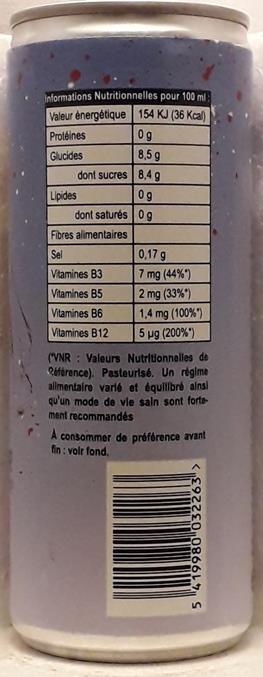 Informations Nutritionnelles pour 100 ml :
Valeur énergétique 154 KJ (36 Kcal)
Protéines 0 g
Glucides 8,5 g
dont sucres 8,4 g
Lipides 0 g
dont saturés 0 g
Fibres alimentaires
Sel 0,17 g
Vitamines B3 7 mg (44%*)
Vitamines B5 2 mg (33%*)
Vitamines B6 1,4 mg (100%*)
Vitamines B12 5 µg (200%*)
(*VNR : Valeurs Nutritionnelles de
Référence). Pasteurisé. Un régime
alimentaire varié et équilibré ainsi
qu'un mode de vie sain sont forte-
ment recommandés
À consommer de préférence avant
fin : voir fond.
5 419980 032263 >